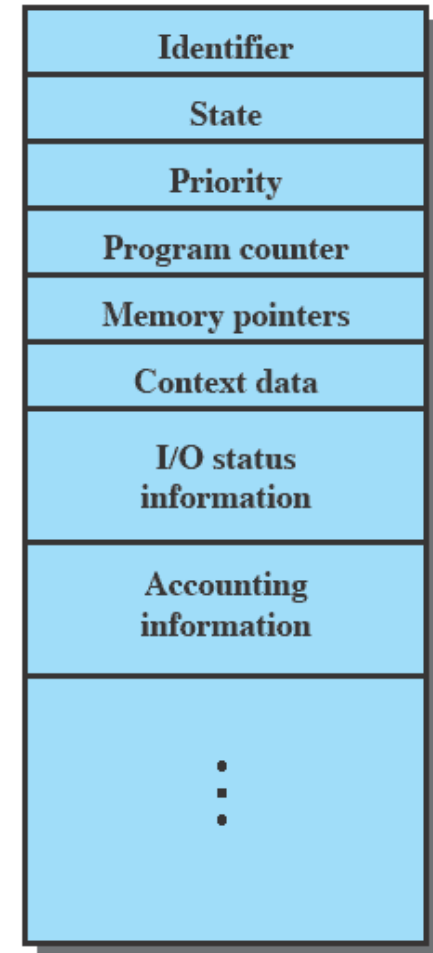 Identifier
State
Priority
Program counter
Memory pointers
Context data
I/O status
information
Accounting
information